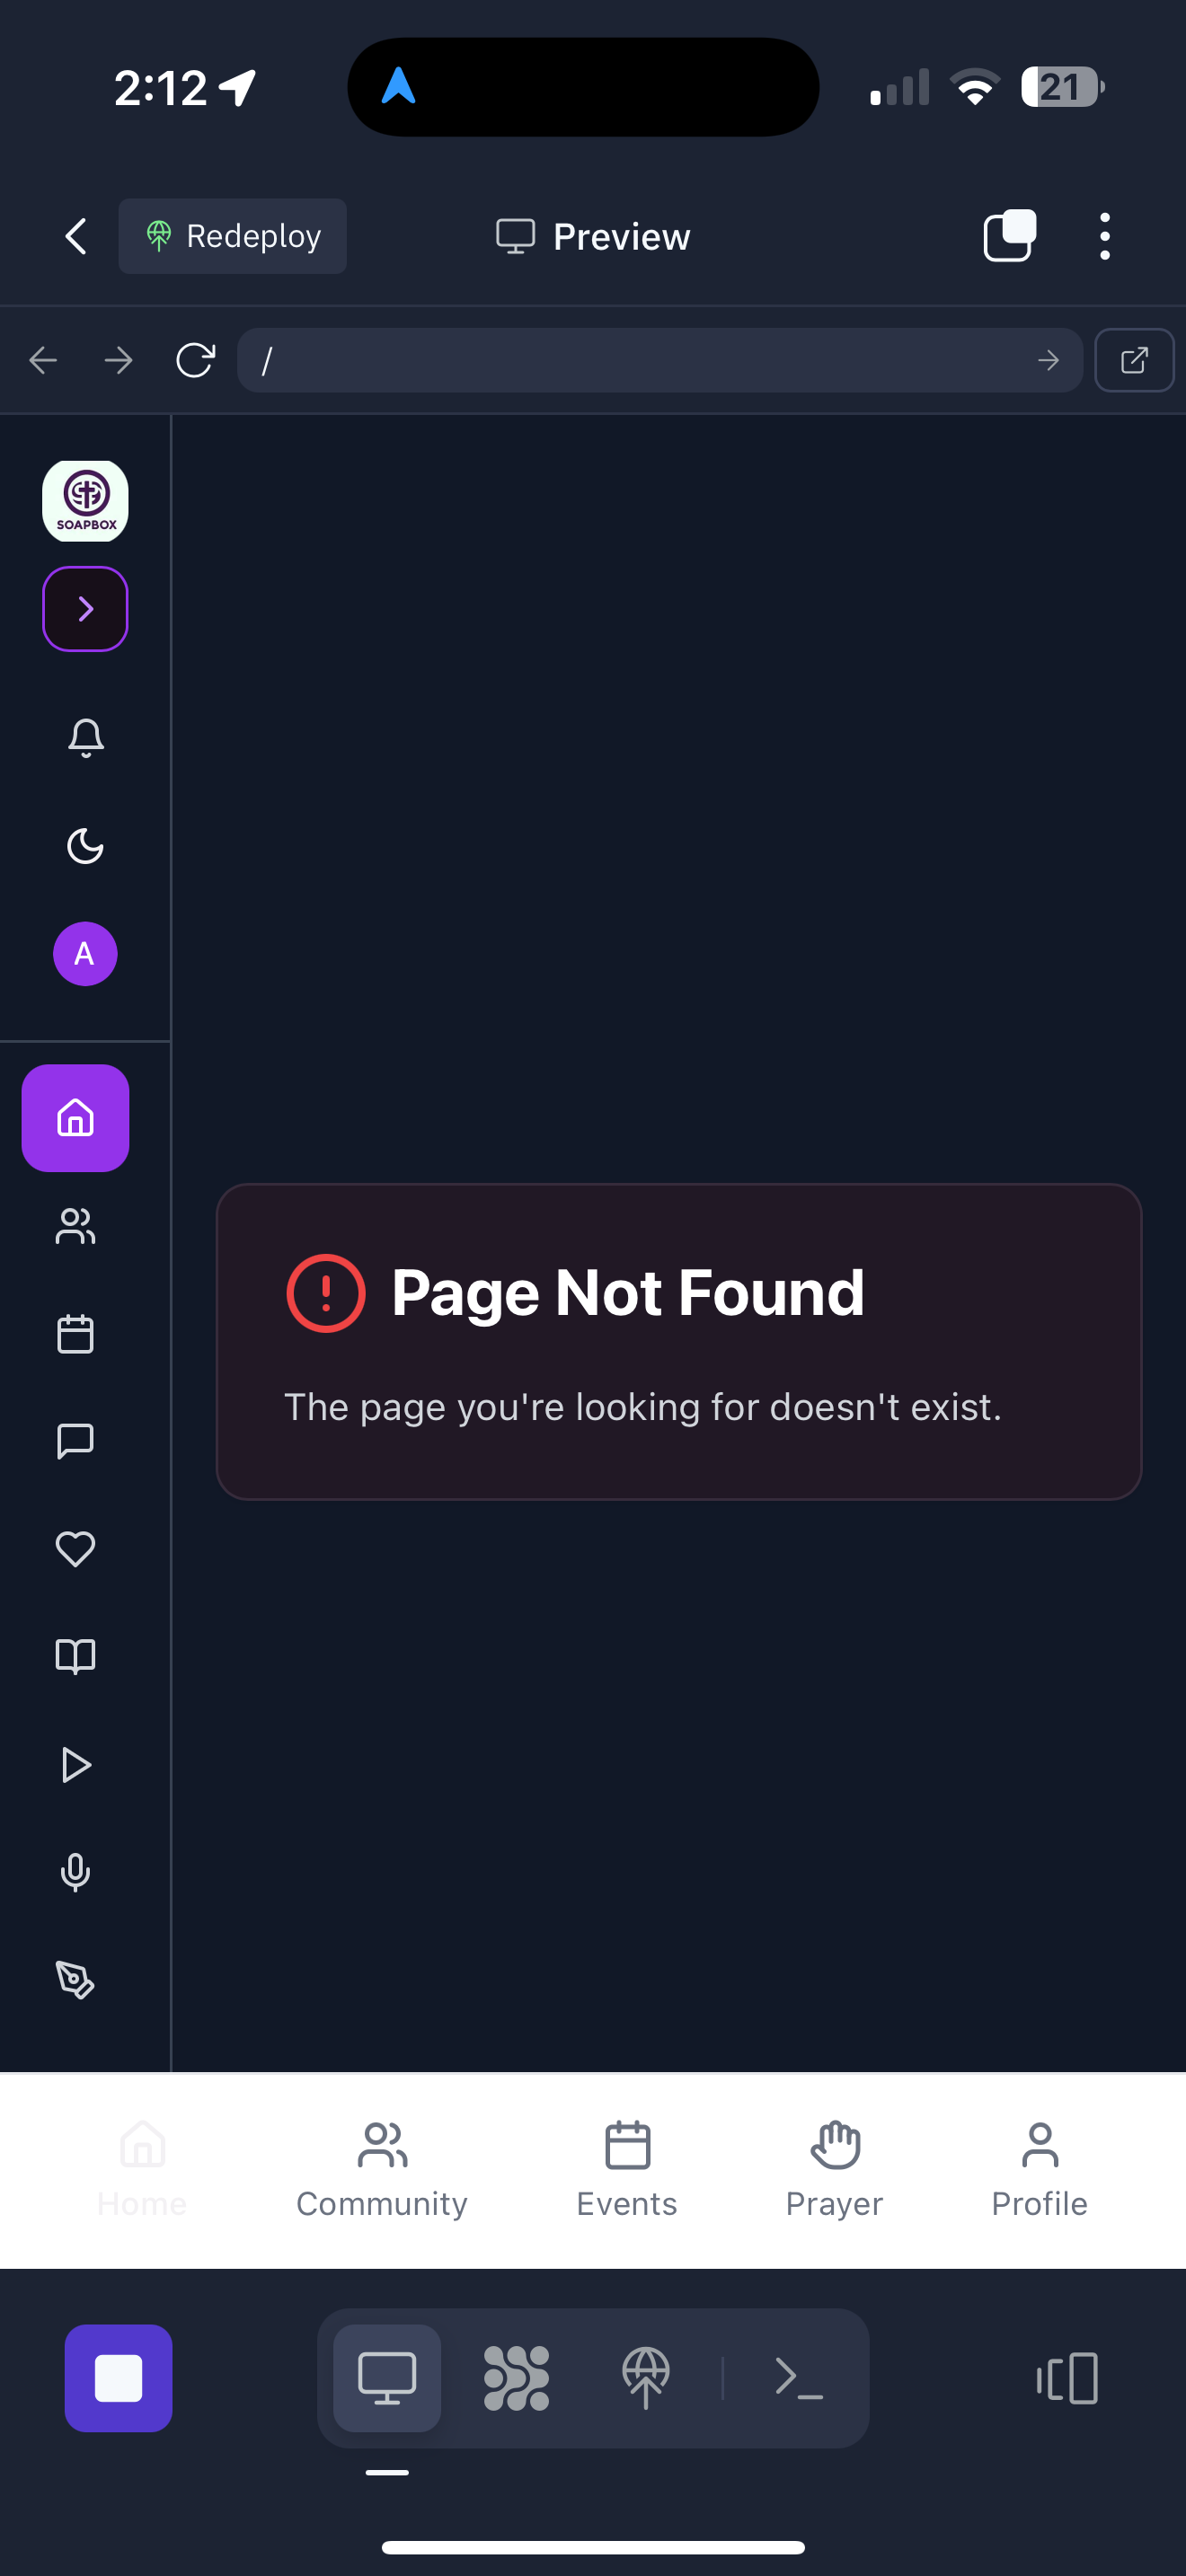 2:12
21
Redeploy
Preview
/
SOAPBOX
A
Page Not Found
The page you're looking for doesn't exist.
Home
Community
Events
Prayer
Profile